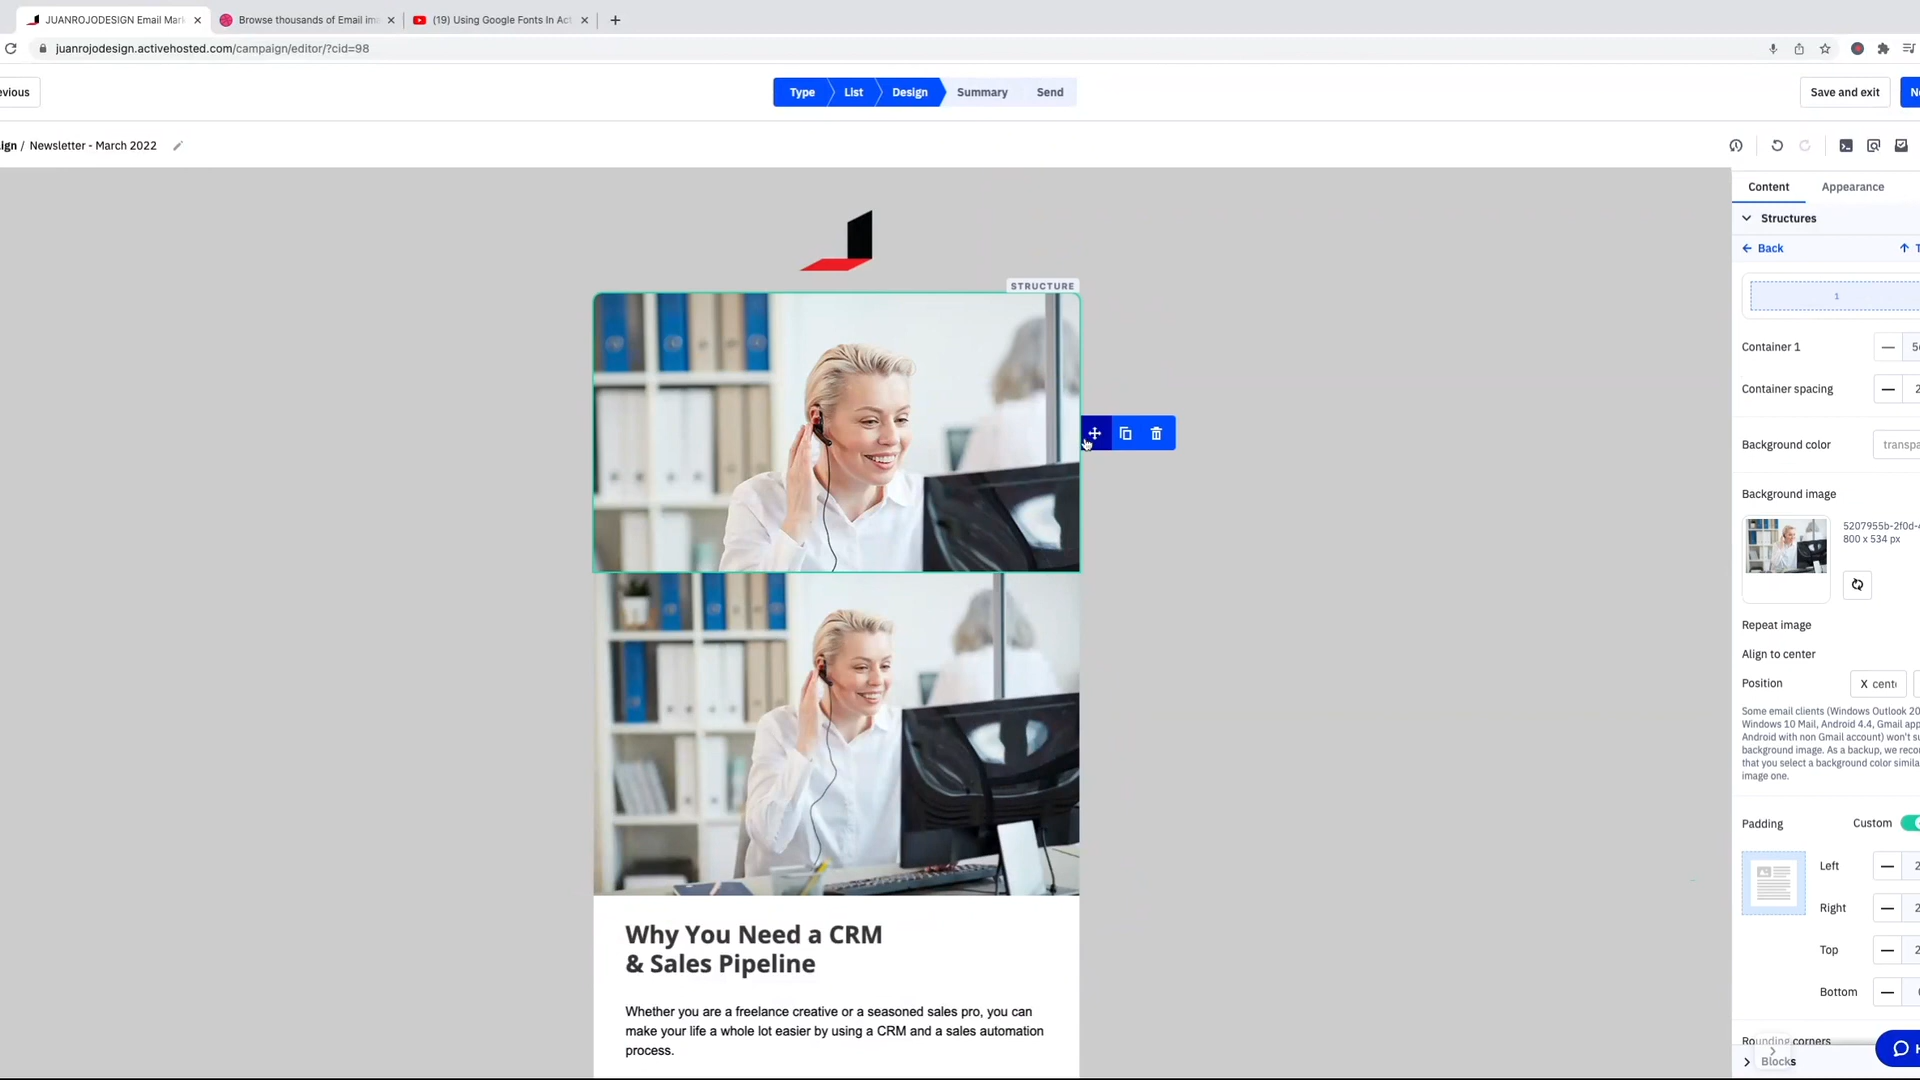 JUANROJODESIGN Email Mark
Browse thousands of Email im
(19) Using Google Fonts In Act
juanrojodesign.activehosted.com/campaign/editor/?cid=98
evious
Type
List
Design
Summary
Send
Save and exit
N
ign / Newsletter - March 2022
Content
Appearance
Structures
Back
STRUCTURE
1
Container 1
Container spacing
2
Background color
transpa
Background image
5207955b-2f0d-
800 x 534 px
Repeat image
Align to center
Position
X cent
Some email clients (Windows Outlook 20
Windows 10 Mail, Android 4.4, Gmail app
Android with non Gmail account) won't su
background image. As a backup, we reco
that you select a background color simila
image one.
Padding
Custom
Left
2
Right
2
Top
2
Bottom
Rounding corners
Blocks
Why You Need a CRM
& Sales Pipeline
Whether you are a freelance creative or a seasoned sales pro, you can
make your life a whole lot easier by using a CRM and a sales automation
process.